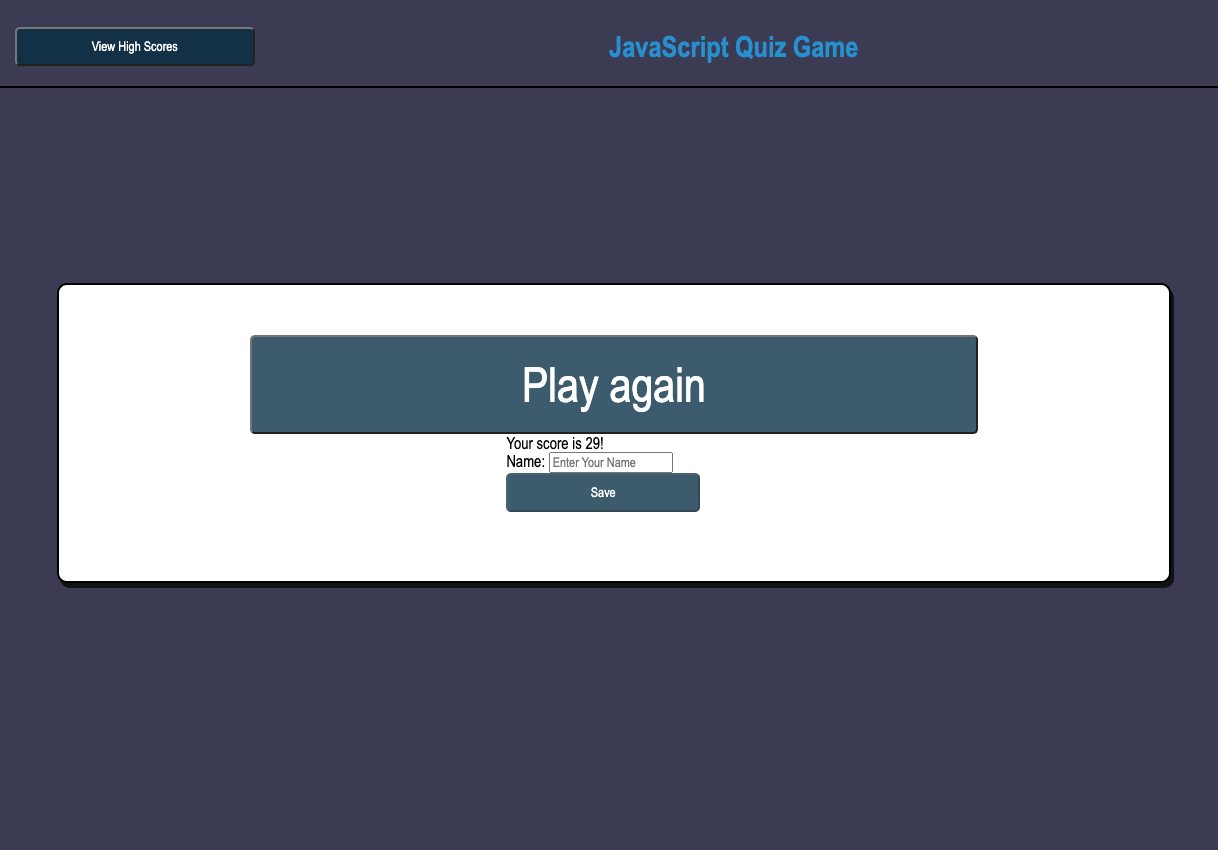 View High Scores
JavaScript Quiz Game
Play again
Your score is 29!
Name: Enter Your Name
Save